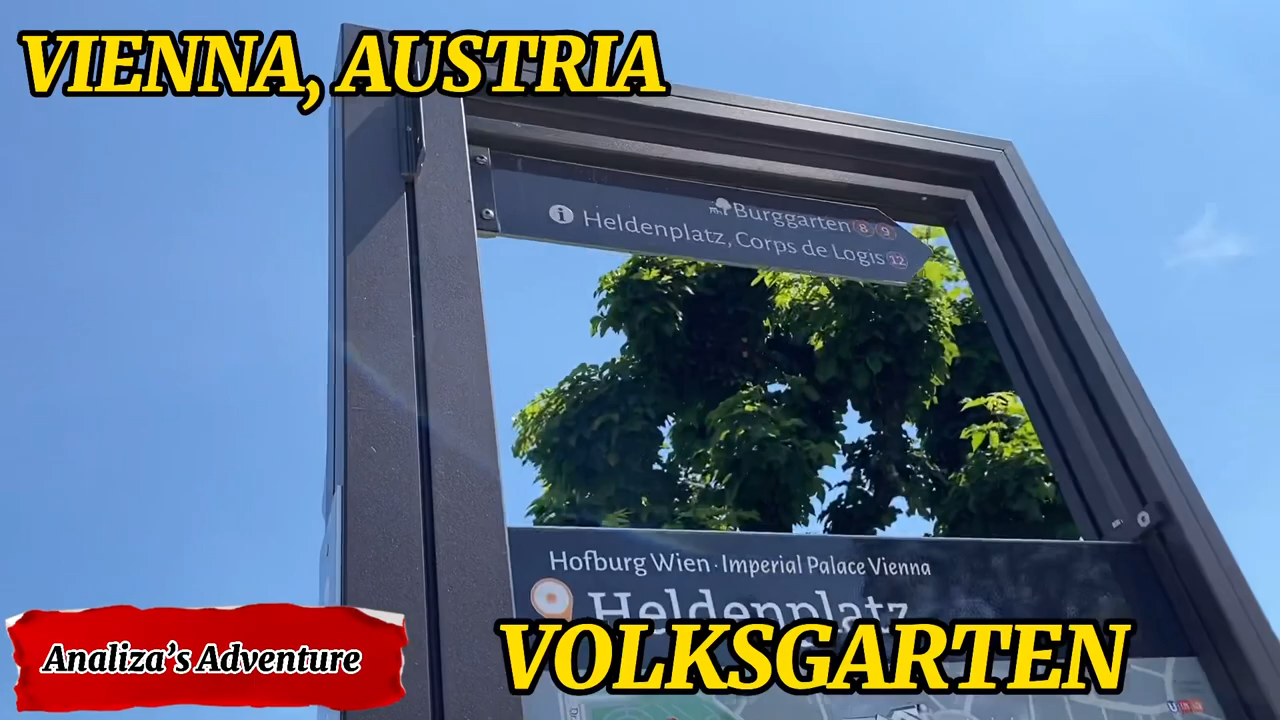 VIENNA, AUSTRIA
Burggarten 8 9
Heldenplatz, Corps de Logis 12
Hofburg Wien · Imperial Palace Vienna
Heldenplatz
VOLKSGARTEN
Analiza's Adventure